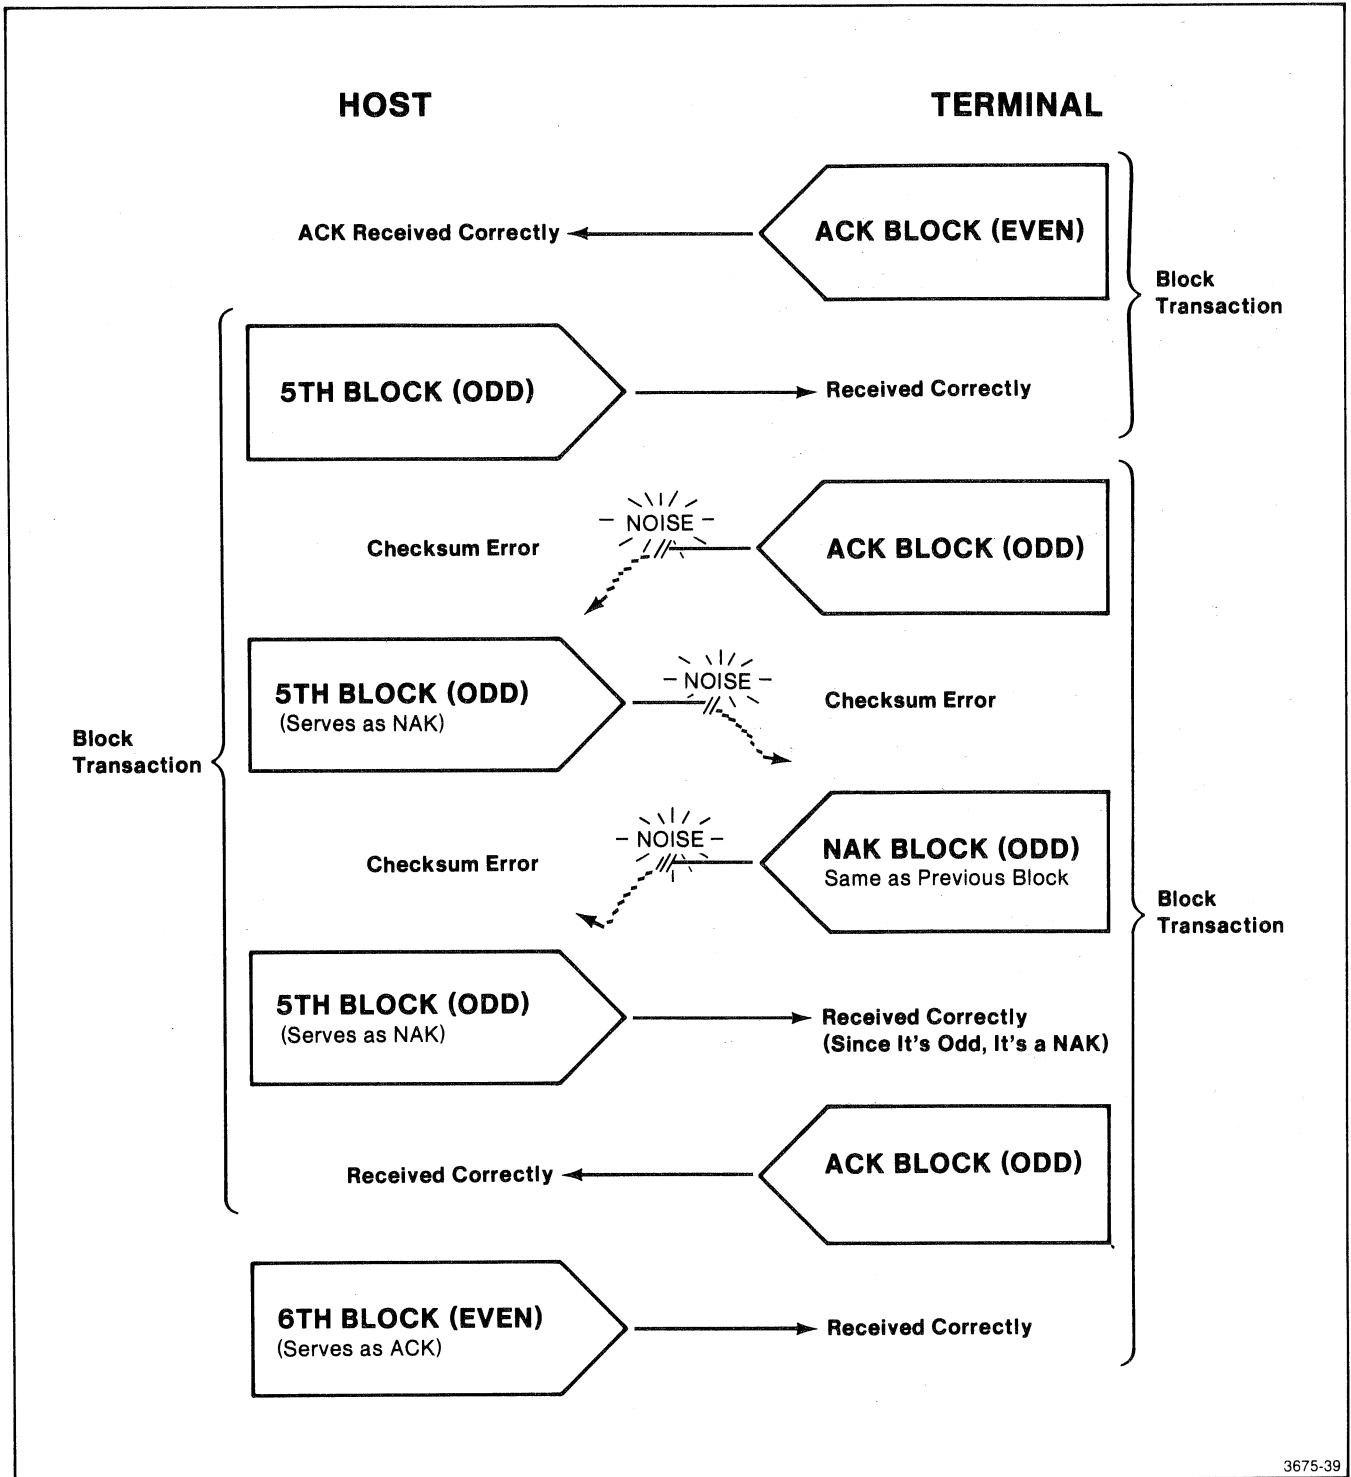 HOST
TERMINAL
ACK Received Correctly
ACK BLOCK (EVEN)
Block
Transaction
5TH BLOCK (ODD)
Received Correctly
NOISE
Checksum Error
ACK BLOCK (ODD)
5TH BLOCK (ODD)
(Serves as NAK)
NOISE
Checksum Error
Block
Transaction
NOISE
Checksum Error
NAK BLOCK (ODD)
Same as Previous Block
Block
Transaction
5TH BLOCK (ODD)
(Serves as NAK)
Received Correctly
(Since It's Odd, It's a NAK)
Received Correctly
ACK BLOCK (ODD)
6TH BLOCK (EVEN)
(Serves as ACK)
Received Correctly
3675-39